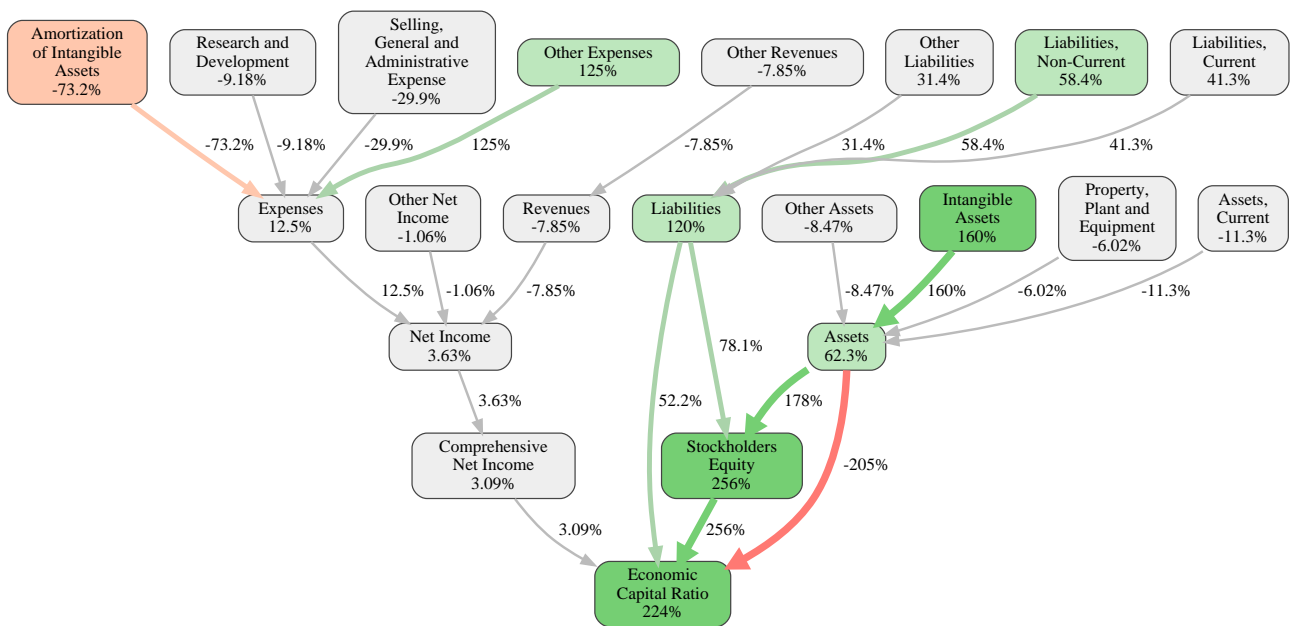 Amortization
of Intangible
Assets
-73.2%
Research and
Development
-9.18%
Selling,
General and
Administrative
Expense
-29.9%
Other Expenses
125%
Other Revenues
-7.85%
Other
Liabilities
31.4%
Liabilities,
Non-Current
58.4%
Liabilities,
Current
41.3%
-73.2%
-9.18%
-29.9%
125%
-7.85%
31.4%
58.4%
41.3%
Expenses
12.5%
Other Net
Income
-1.06%
Revenues
-7.85%
Liabilities
120%
Other Assets
-8.47%
Intangible
Assets
160%
Property,
Plant and
Equipment
-6.02%
Assets,
Current
-11.3%
12.5%
-1.06%
-7.85%
-8.47%
160%
-6.02%
-11.3%
Net Income
3.63%
78.1%
Assets
62.3%
3.63%
52.2%
178%
Comprehensive
Net Income
3.09%
Stockholders
Equity
256%
-205%
3.09%
256%
Economic
Capital Ratio
224%